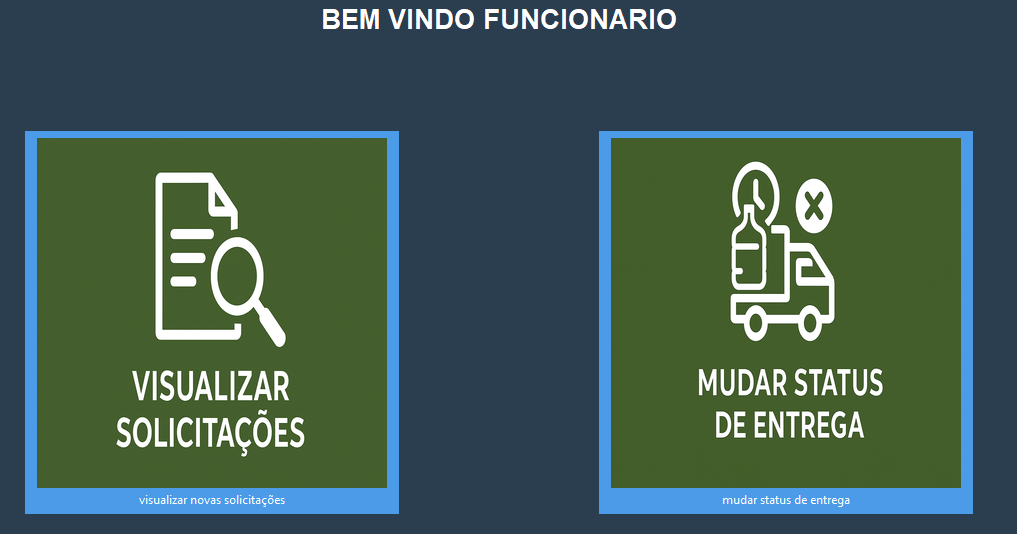 BEM VINDO FUNCIONARIO
VISUALIZAR
SOLICITAÇÕES
visualizar novas solicitações
MUDAR STATUS
DE ENTREGA
mudar status de entrega